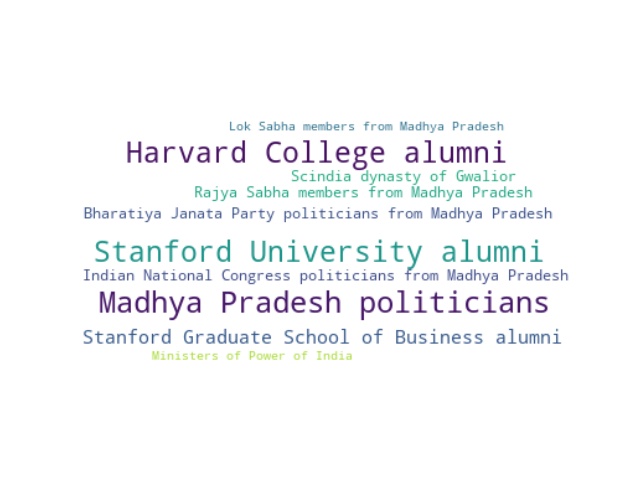 Lok Sabha members from Madhya Pradesh
Harvard College alumni
Scindia dynasty of Gwalior
Rajya Sabha members from Madhya Pradesh
Bharatiya Janata Party politicians from Madhya Pradesh
Stanford University alumni
Indian National Congress politicians from Madhya Pradesh
Madhya Pradesh politicians
Stanford Graduate School of Business alumni
Ministers of Power of India